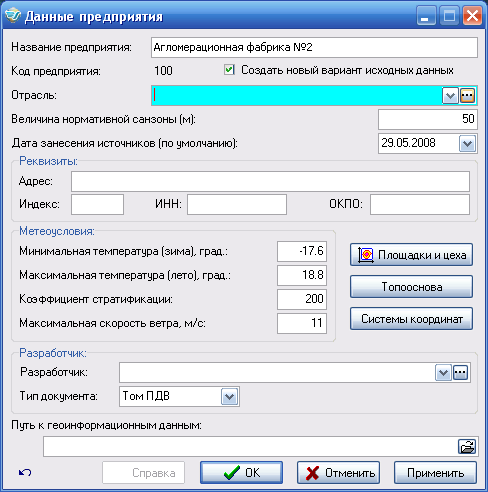 Данные предприятия
Название предприятия: Агломерационная фабрика №2
Код предприятия: 100 Создать новый вариант исходных данных
Отрасль:
Величина нормативной санзоны (м): 50
Дата занесения источников (по умолчанию): 29.05.2008
Реквизиты:
Адрес:
Индекс: ИНН: ОКПО:
Метеоусловия:
Минимальная температура (зима), град.: -17.6
Максимальная температура (лето), град.: 18.8
Коэффициент стратификации: 200
Максимальная скорость ветра, м/с: 11
Площадки и цеха
Топооснова
Системы координат
Разработчик:
Разработчик:
Тип документа: Том ПДВ
Путь к геоинформационным данным:
Справка OK Отменить Применить